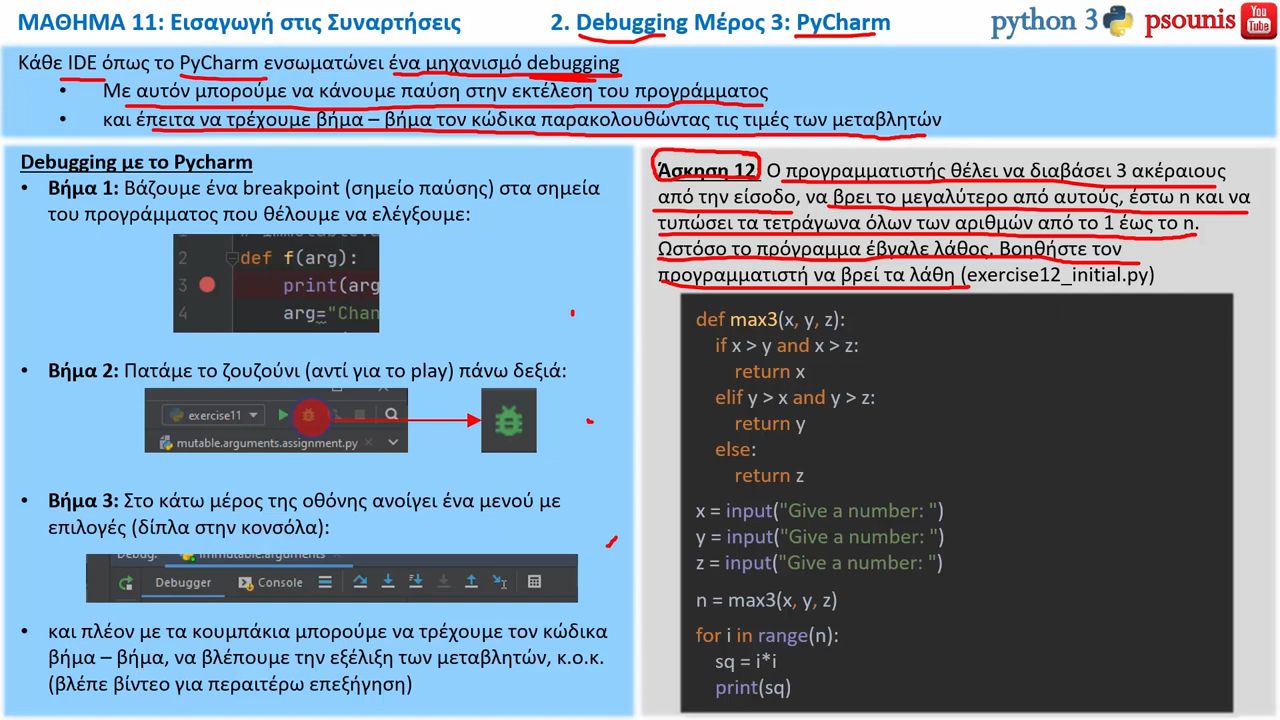 ΜΑΘΗΜΑ 11: Εισαγωγή στις Συναρτήσεις
2. Debugging Μέρος 3: PyCharm
python 3 psounis You Tube
Κάθε IDE όπως το PyCharm ενσωματώνει ένα μηχανισμό debugging
• Με αυτόν μπορούμε να κάνουμε παύση στην εκτέλεση του προγράμματος
• και έπειτα να τρέχουμε βήμα – βήμα τον κώδικα παρακολουθώντας τις τιμές των μεταβλητών
Debugging με το Pycharm
• Βήμα 1: Βάζουμε ένα breakpoint (σημείο παύσης) στα σημεία
του προγράμματος που θέλουμε να ελέγξουμε:
2 def f(arg):
3 print(arg
4 arg="Chan
• Βήμα 2: Πατάμε το ζουζούνι (αντί για το play) πάνω δεξιά:
exercise11
mutable.arguments.assignment.py
• Βήμα 3: Στο κάτω μέρος της οθόνης ανοίγει ένα μενού με
επιλογές (δίπλα στην κονσόλα):
Debug: immutable.arguments
Debugger Console
• και πλέον με τα κουμπάκια μπορούμε να τρέχουμε τον κώδικα
βήμα – βήμα, να βλέπουμε την εξέλιξη των μεταβλητών, κ.ο.κ.
(βλέπε βίντεο για περαιτέρω επεξήγηση)
Άσκηση 12: Ο προγραμματιστής θέλει να διαβάσει 3 ακέραιους
από την είσοδο, να βρει το μεγαλύτερο από αυτούς, έστω n και να
τυπώσει τα τετράγωνα όλων των αριθμών από το 1 έως το n.
Ωστόσο το πρόγραμμα έβγαλε λάθος. Βοηθήστε τον
προγραμματιστή να βρεί τα λάθη (exercise12_initial.py)
def max3(x, y, z):
if x > y and x > z:
return x
elif y > x and y > z:
return y
else:
return z
x = input("Give a number: ")
y = input("Give a number: ")
z = input("Give a number: ")
n = max3(x, y, z)
for i in range(n):
sq = i*i
print(sq)